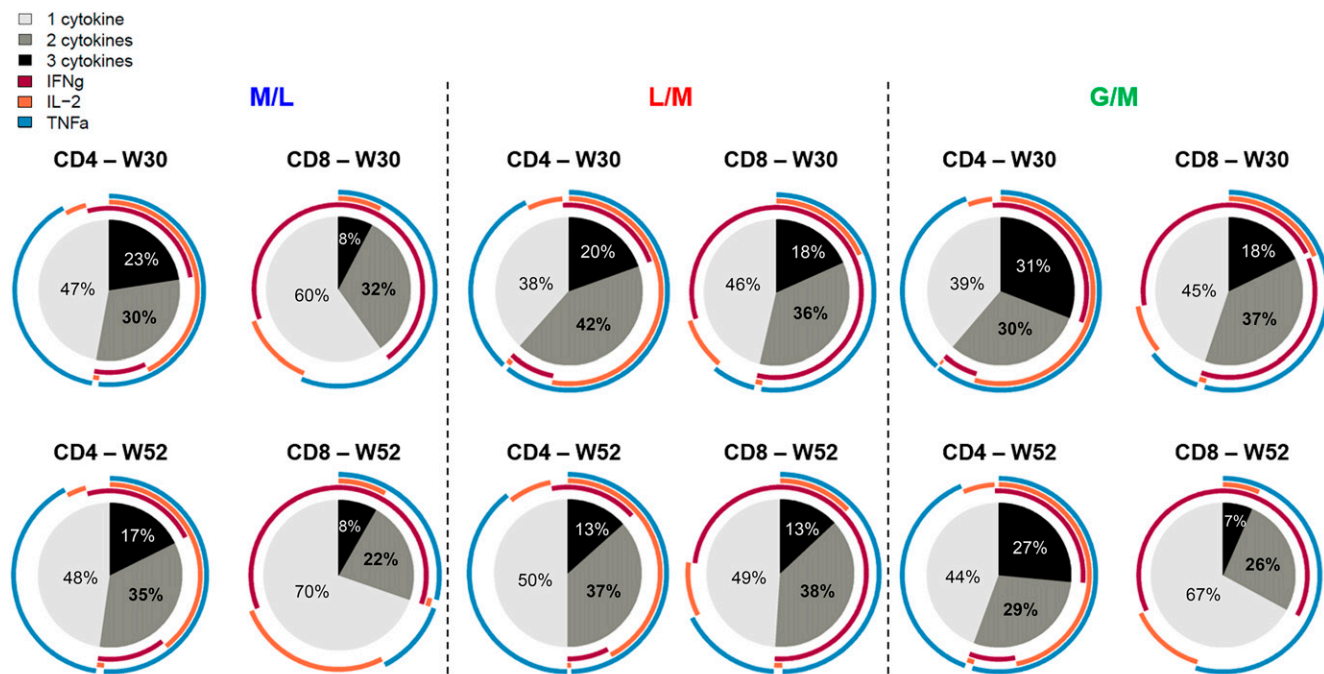 1 cytokine
2 cytokines
3 cytokines
IFNg
IL−2
TNFa
M/L
L/M
G/M
CD4 – W30
CD8 – W30
CD4 – W30
CD8 – W30
CD4 – W30
CD8 – W30
23%
47%
30%
8%
32%
60%
20%
38%
42%
18%
46%
36%
31%
39%
30%
18%
45%
37%
CD4 – W52
CD8 – W52
CD4 – W52
CD8 – W52
CD4 – W52
CD8 – W52
17%
48%
35%
8%
22%
70%
13%
50%
37%
13%
49%
38%
27%
44%
29%
7%
26%
67%